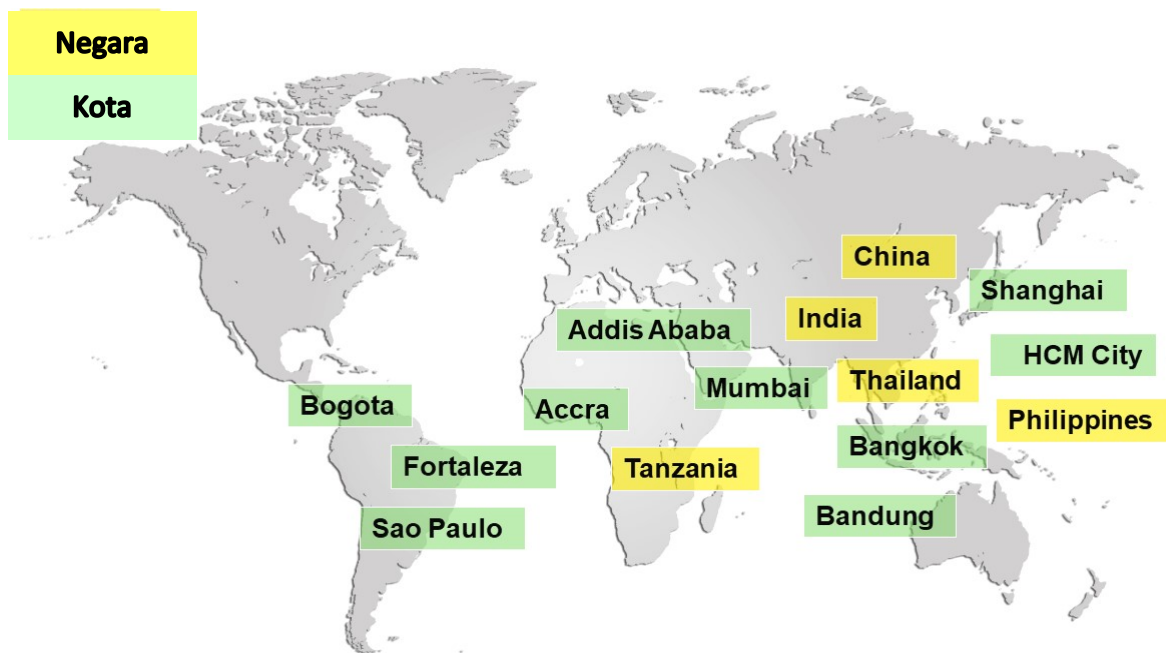 Negara
Kota
China
Shanghai
India
Addis Ababa
HCM City
Thailand
Mumbai
Bogota
Accra
Philippines
Bangkok
Fortaleza
Tanzania
Bandung
Sao Paulo